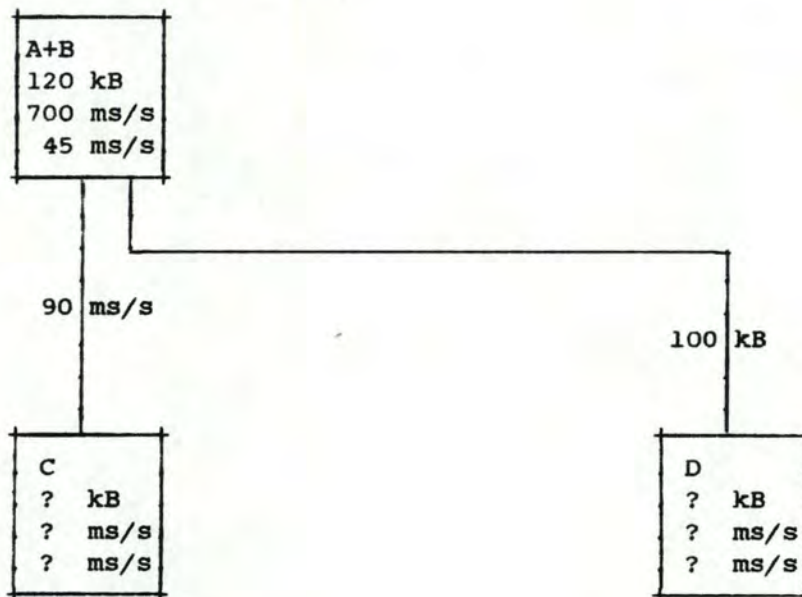 A+B
120 kB
700 ms/s
45 ms/s
90 ms/s
100 kB
C
? kB
? ms/s
? ms/s
D
? kB
? ms/s
? ms/s